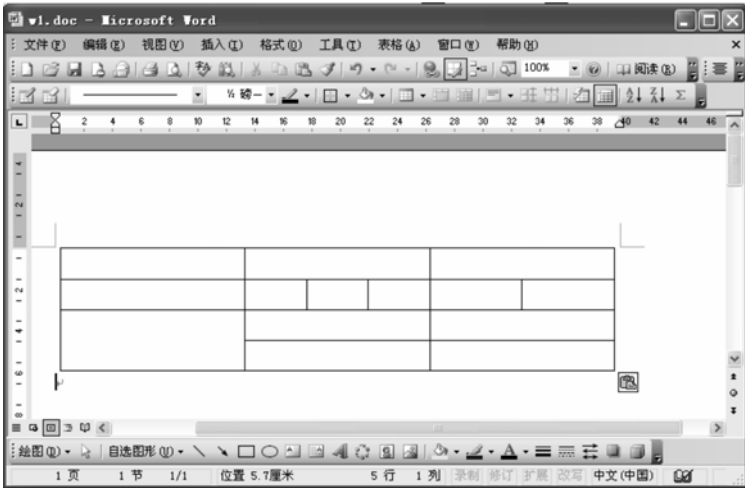 w1.doc - Microsoft Word
文件(F) 编辑(E) 视图(V) 插入(I) 格式(O) 工具(T) 表格(A) 窗口(W) 帮助(H) ×
100% 阅读(R)
½ 磅
L 2 4 6 8 10 12 14 16 18 20 22 24 26 28 30 32 34 36 38 40 42 44 46
绘图(D) 自选图形(U) A
1 页 1 节 1/1 位置 5.7厘米 5 行 1 列 录制 修订 扩展 改写 中文(中国)